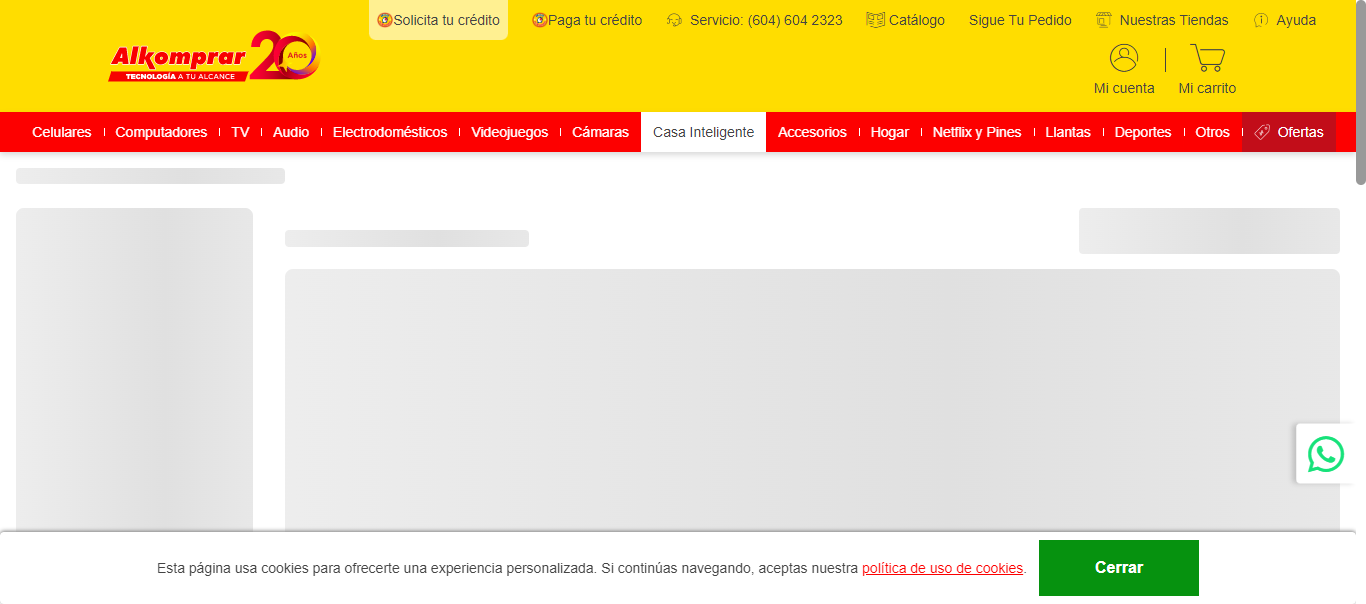 Solicita tu crédito
Paga tu crédito
Servicio: (604) 604 2323
Catálogo
Sigue Tu Pedido
Nuestras Tiendas
Ayuda
Alkomprar 20 Años
TECNOLOGÍA A TU ALCANCE
Mi cuenta
Mi carrito
Celulares
Computadores
TV
Audio
Electrodomésticos
Videojuegos
Cámaras
Casa Inteligente
Accesorios
Hogar
Netflix y Pines
Llantas
Deportes
Otros
Ofertas
Esta página usa cookies para ofrecerte una experiencia personalizada. Si continúas navegando, aceptas nuestra política de uso de cookies.
Cerrar